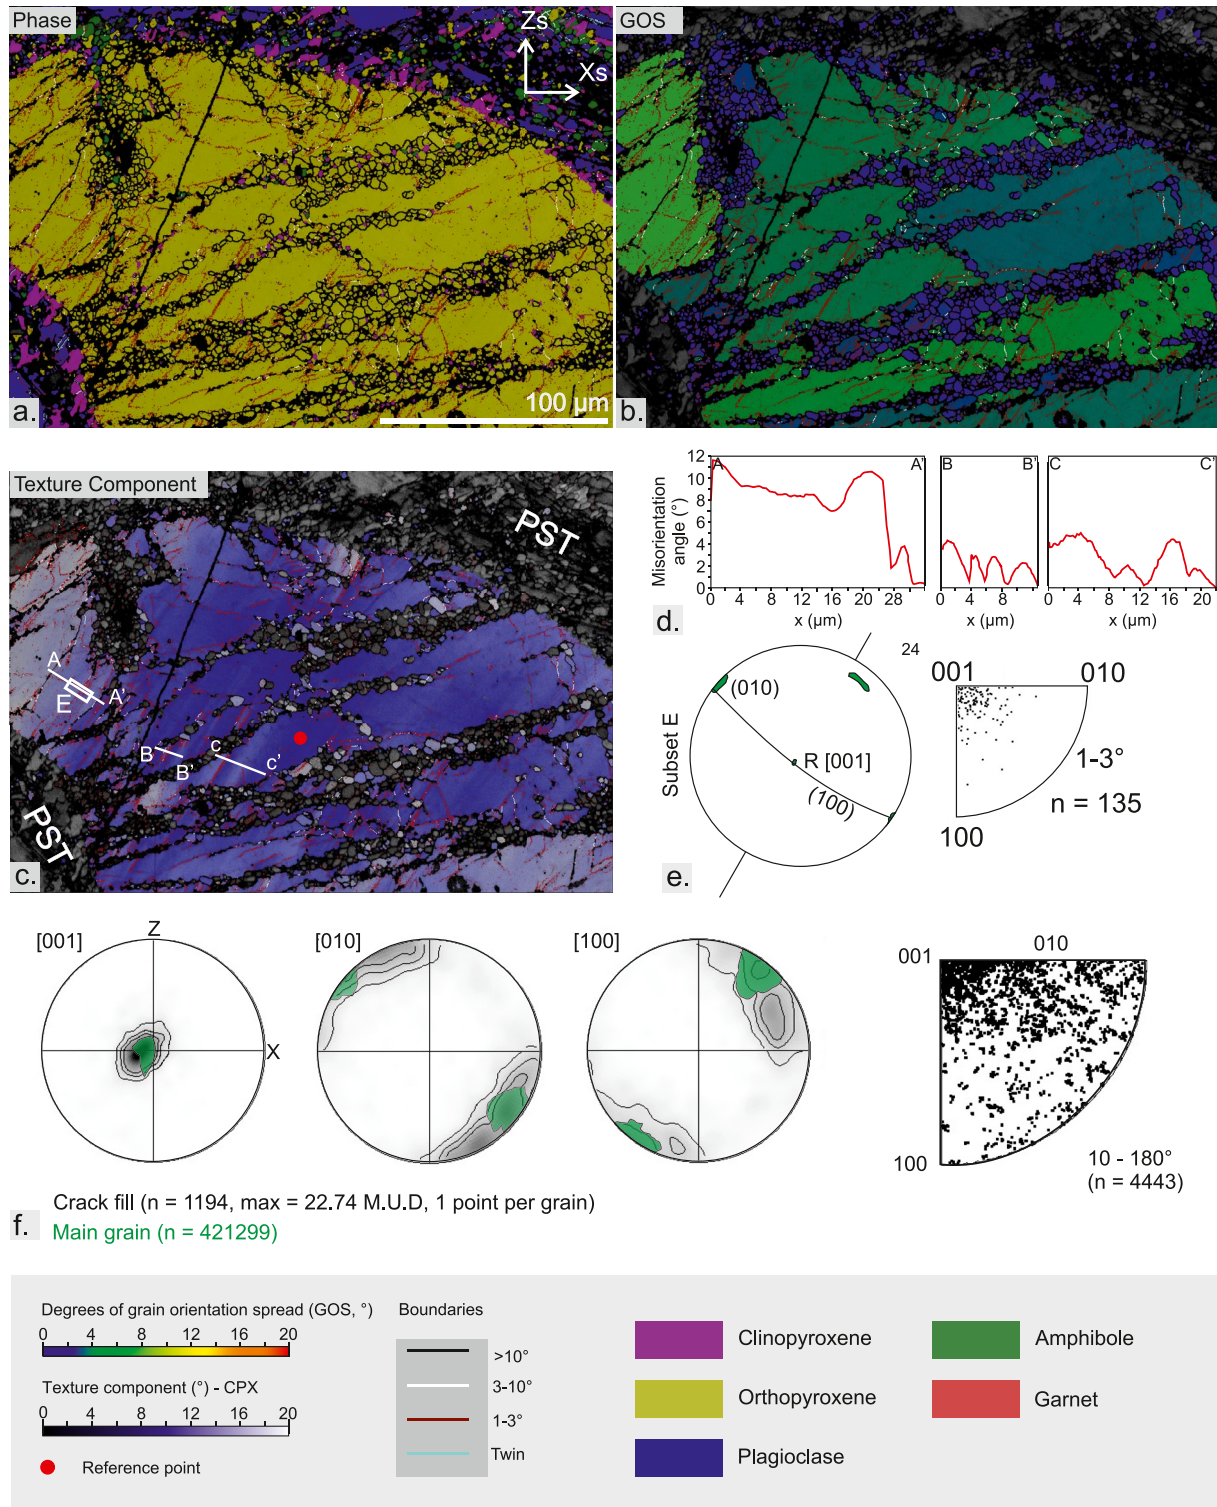 Phase
Zs
Xs
100 µm
a.
GOS
b.
Texture Component
PST
A
E
A'
B
B'
c
c'
PST
c.
Misorientation
angle (°)
12
10
8
6
4
2
0
A
A'
B
B'
C
C'
0 4 8 12 16 20 28
0 4 8
0 4 8 12 16 20
x (µm)
x (µm)
x (µm)
d.
Subset E
24
(010)
R [001]
(100)
001
010
1-3°
n = 135
100
e.
[001]
Z
X
[010]
[100]
001
010
100
10 - 180°
(n = 4443)
Crack fill (n = 1194, max = 22.74 M.U.D, 1 point per grain)
f.
Main grain (n = 421299)
Degrees of grain orientation spread (GOS, °)
0 4 8 12 16 20
Texture component (°) - CPX
0 4 8 12 16 20
Reference point
Boundaries
>10°
3-10°
1-3°
Twin
Clinopyroxene
Orthopyroxene
Plagioclase
Amphibole
Garnet